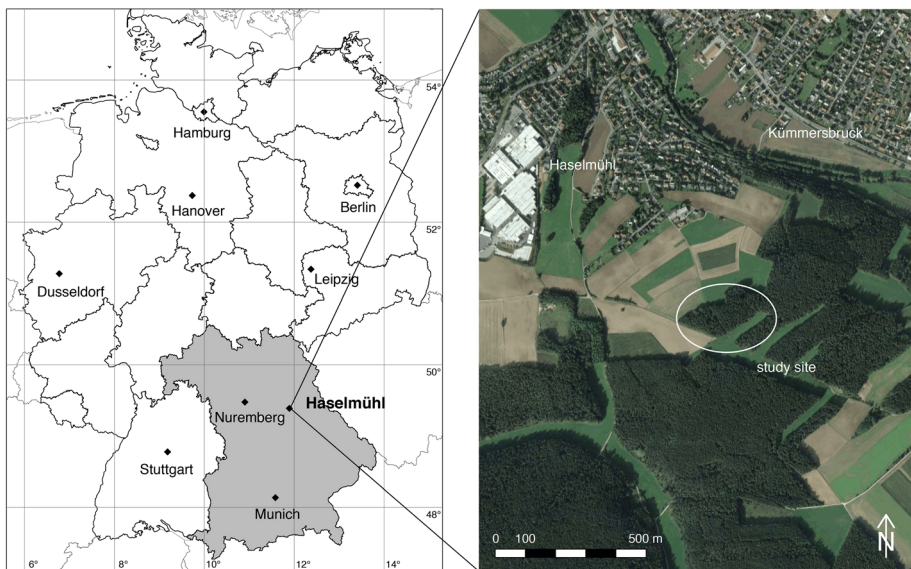 54°
Hamburg
Hanover
Berlin
52°
Leipzig
Dusseldorf
50°
Haselmühl
Nuremberg
Stuttgart
Munich
48°
6°
8°
10°
12°
14°
Kümmersbruck
Haselmühl
study site
0 100 500 m
N